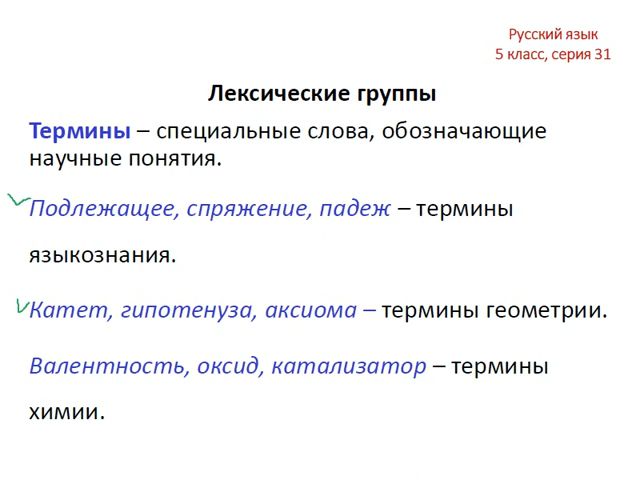 Русский язык
5 класс, серия 31
Лексические группы
Термины – специальные слова, обозначающие
научные понятия.
Подлежащее, спряжение, падеж – термины
языкознания.
Катет, гипотенуза, аксиома – термины геометрии.
Валентность, оксид, катализатор – термины
химии.